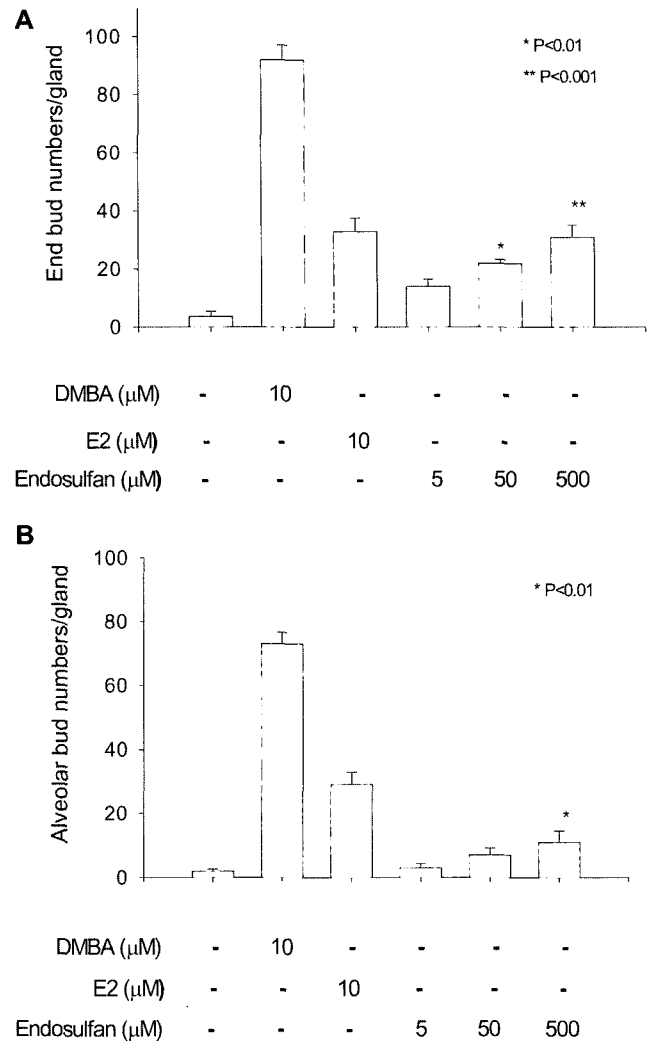 A
* P<0.01
** P<0.001
End bud numbers/gland
100
80
60
40
20
0
*
**
DMBA (μM) - 10 - - - -
E2 (μM) - - 10 - - -
Endosulfan (μM) - - - 5 50 500
B
* P<0.01
Alveolar bud numbers/gland
100
80
60
40
20
0
*
DMBA (μM) - 10 - - - -
E2 (μM) - - 10 - - -
Endosulfan (μM) - - - 5 50 500